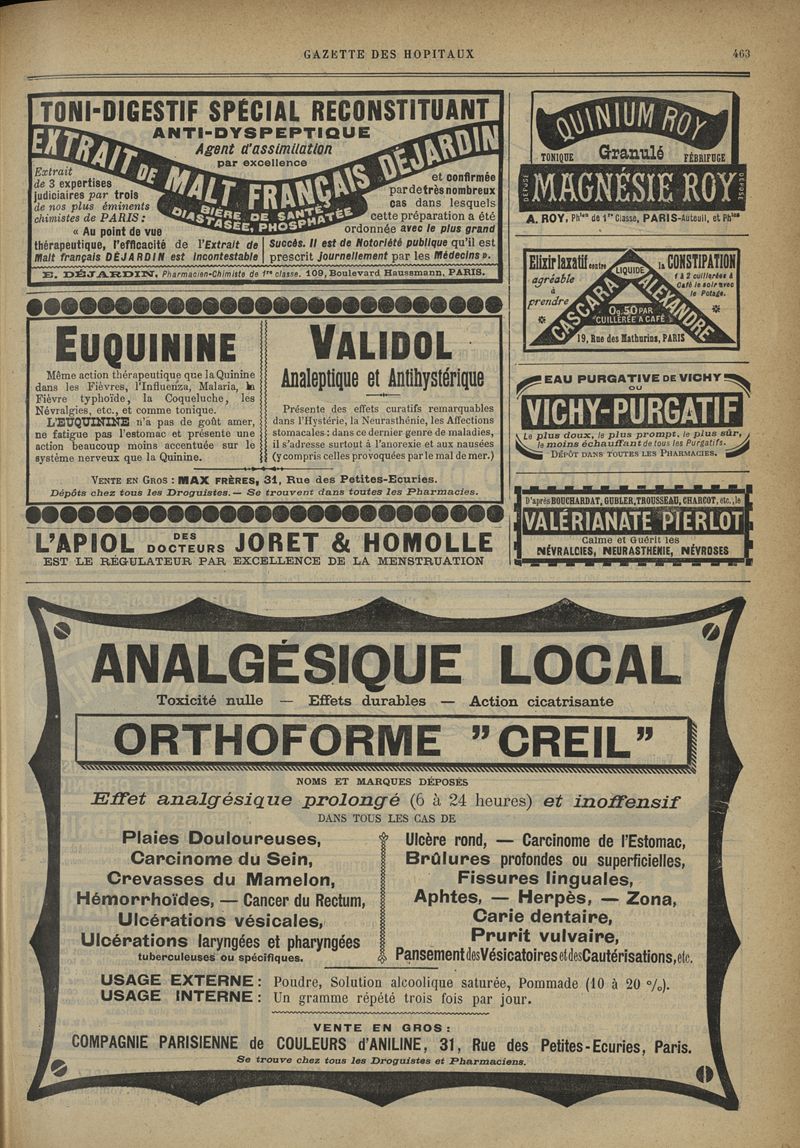 GAZETTE DES HOPITAUX 463
TONI-DIGESTIF SPÉCIAL RECONSTITUANT
ANTI-DYSPEPTIQUE
Agent d'assimilation
par excellence
EXTRAIT DE MALT FRANÇAIS DÉJARDIN
BIÈRE DE SANTÉ
DIASTASÉE, PHOSPHATÉE
Extrait
de 3 expertises
judiciaires par trois
de nos plus éminents
chimistes de PARIS :
« Au point de vue
thérapeutique, l'efficacité de l'Extrait de
Malt français DÉJARDIN est incontestable
et confirmée
par de très nombreux
cas dans lesquels
cette préparation a été
ordonnée avec le plus grand
Succès. Il est de Notoriété publique qu'il est
prescrit journellement par les Médecins ».
E. DÉJARDIN, Pharmacien-Chimiste de 1re classe. 109, Boulevard Haussmann, PARIS.
EUQUININE
Même action thérapeutique que la Quinine
dans les Fièvres, l'Influenza, Malaria, la
Fièvre typhoïde, la Coqueluche, les
Névralgies, etc., et comme tonique.
L'EUQUININE n'a pas de goût amer,
ne fatigue pas l'estomac et présente une
action beaucoup moins accentuée sur le
système nerveux que la Quinine.
VALIDOL
Analeptique et Antihystérique
Présente des effets curatifs remarquables
dans l'Hystérie, la Neurasthénie, les Affections
stomacales : dans ce dernier genre de maladies,
il s'adresse surtout à l'anorexie et aux nausées
(y compris celles provoquées par le mal de mer.)
VENTE EN GROS : MAX FRÈRES, 31, Rue des Petites-Ecuries.
Dépôts chez tous les Droguistes. — Se trouvent dans toutes les Pharmacies.
L'APIOL DES DOCTEURS JORET & HOMOLLE
EST LE RÉGULATEUR PAR EXCELLENCE DE LA MENSTRUATION
QUINIUM ROY
TONIQUE Granulé FÉBRIFUGE
DÉPOSÉ MAGNÉSIE ROY DÉPOSÉ
A. ROY, Phien de 1re Classe, PARIS-Auteuil, et Phies
Elixir laxatif contre la CONSTIPATION
agréable
à
prendre
LIQUIDE
1 à 2 cuillerées à
Café le soir avec
le Potage.
CASCARA ALEXANDRE
0g.50 PAR
CUILLERÉE A CAFÉ
19, Rue des Mathurins, PARIS
EAU PURGATIVE DE VICHY
OU
VICHY-PURGATIF
Le plus doux, le plus prompt, le plus sûr,
le moins échauffant de tous les Purgatifs.
DÉPÔT DANS TOUTES LES PHARMACIES.
D'après BOUCHARDAT, GUBLER, TROUSSEAU, CHARCOT, etc., le
VALÉRIANATE PIERLOT
Calme et Guérit les
NÉVRALGIES, NEURASTHÉNIE, NÉVROSES
ANALGÉSIQUE LOCAL
Toxicité nulle — Effets durables — Action cicatrisante
ORTHOFORME "CREIL"
NOMS ET MARQUES DÉPOSÉS
Effet analgésique prolongé (6 à 24 heures) et inoffensif
DANS TOUS LES CAS DE
Plaies Douloureuses,
Carcinome du Sein,
Crevasses du Mamelon,
Hémorrhoïdes, — Cancer du Rectum,
Ulcérations vésicales,
Ulcérations laryngées et pharyngées
tuberculeuses ou spécifiques.
Ulcère rond, — Carcinome de l'Estomac,
Brûlures profondes ou superficielles,
Fissures linguales,
Aphtes, — Herpès, — Zona,
Carie dentaire,
Prurit vulvaire,
Pansement des Vésicatoires et des Cautérisations, etc.
USAGE EXTERNE : Poudre, Solution alcoolique saturée, Pommade (10 à 20 %).
USAGE INTERNE : Un gramme répété trois fois par jour.
VENTE EN GROS :
COMPAGNIE PARISIENNE de COULEURS d'ANILINE, 31, Rue des Petites-Ecuries, Paris.
Se trouve chez tous les Droguistes et Pharmaciens.